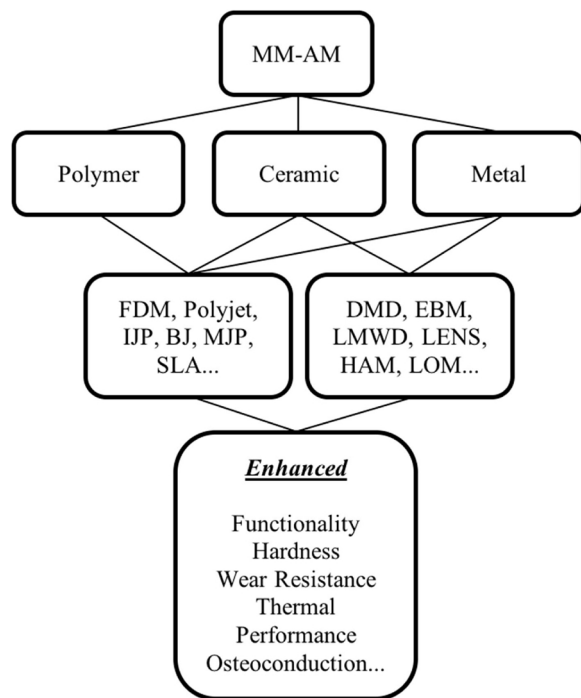 MM-AM
Polymer
Ceramic
Metal
FDM, Polyjet,
IJP, BJ, MJP,
SLA...
DMD, EBM,
LMWD, LENS,
HAM, LOM...
Enhanced
Functionality
Hardness
Wear Resistance
Thermal
Performance
Osteoconduction...